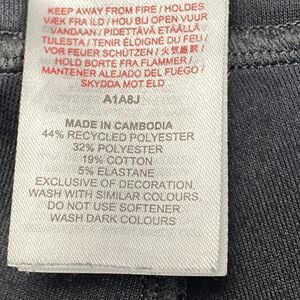 KEEP AWAY FROM FIRE / HOLDES
VÆK FRA ILD / HOU BIJ OPEN VUUR
VANDAAN / PIDETTÄVÄ ETÄÄLLÄ
TULESTA / TENIR ÉLOIGNÉ DU FEU /
VOR FEUER SCHÜTZEN / 火気厳禁 /
HOLD BORTE FRA FLAMMER /
MANTENER ALEJADO DEL FUEGO /
SKYDDA MOT ELD
A1A8J
MADE IN CAMBODIA
44% RECYCLED POLYESTER
32% POLYESTER
19% COTTON
5% ELASTANE
EXCLUSIVE OF DECORATION,
WASH WITH SIMILAR COLOURS.
DO NOT USE SOFTENER
WASH DARK COLOURS